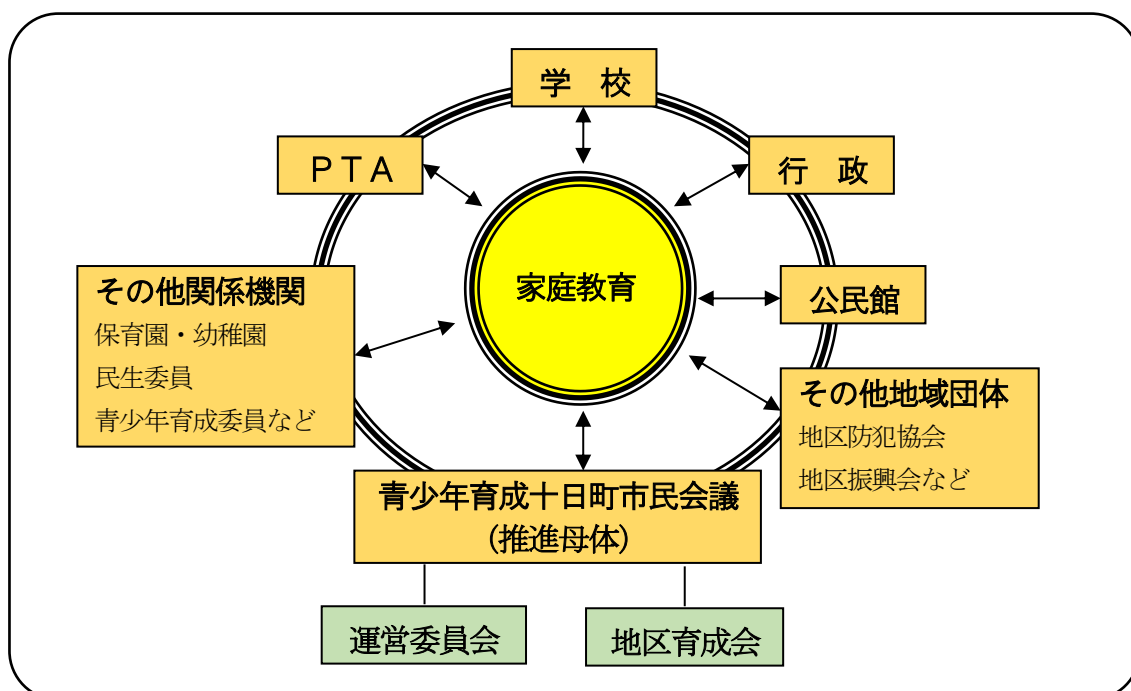 学　校
ＰＴＡ
行　政
家庭教育
その他関係機関
保育園・幼稚園
民生委員
青少年育成委員など
公民館
その他地域団体
地区防犯協会
地区振興会など
青少年育成十日町市民会議
（推進母体）
運営委員会
地区育成会